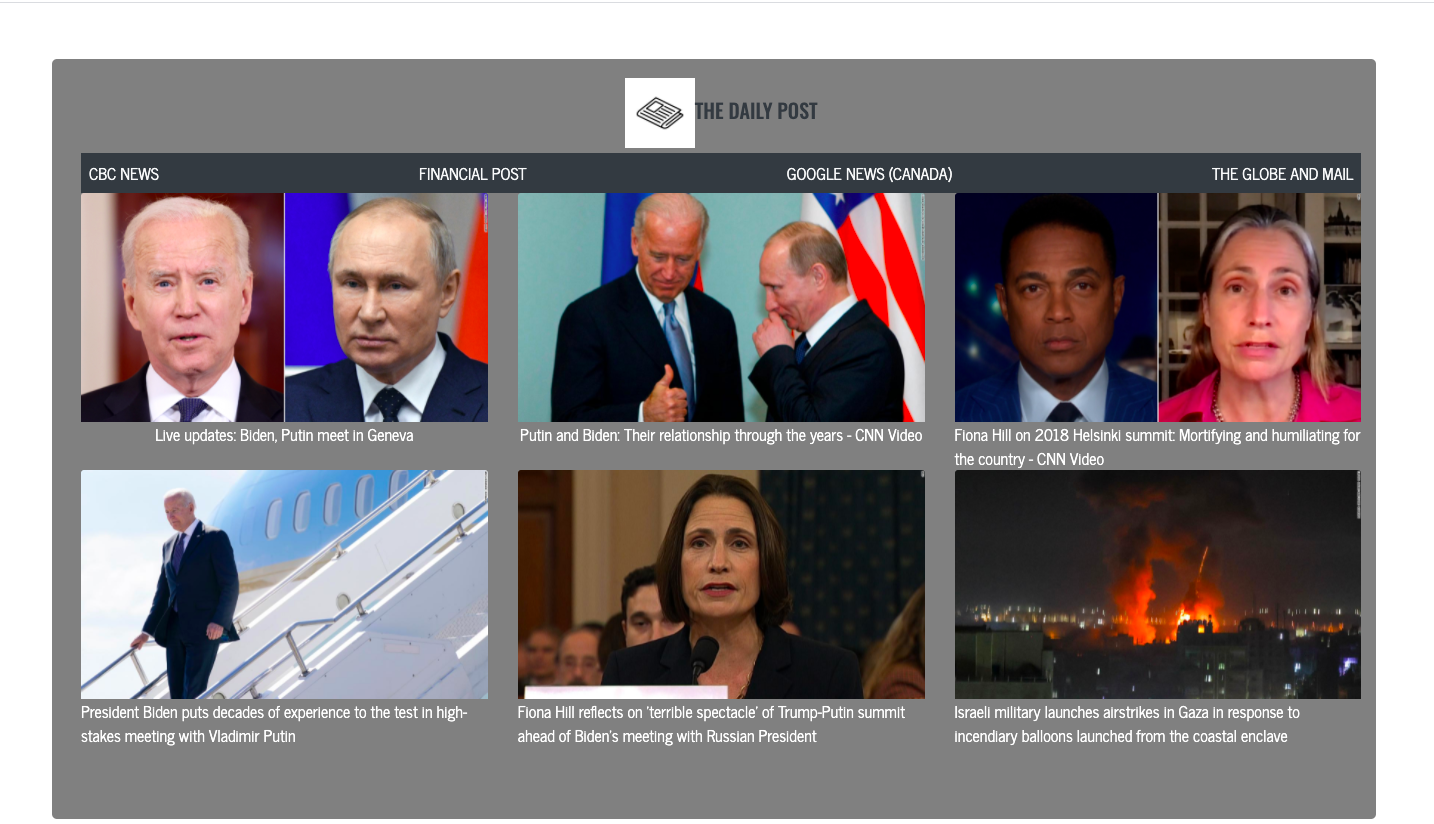 THE DAILY POST
CBC NEWS
FINANCIAL POST
GOOGLE NEWS (CANADA)
THE GLOBE AND MAIL
Live updates: Biden, Putin meet in Geneva
Putin and Biden: Their relationship through the years - CNN Video
Fiona Hill on 2018 Helsinki summit: Mortifying and humiliating for
the country - CNN Video
President Biden puts decades of experience to the test in high-
stakes meeting with Vladimir Putin
Fiona Hill reflects on 'terrible spectacle' of Trump-Putin summit
ahead of Biden's meeting with Russian President
Israeli military launches airstrikes in Gaza in response to
incendiary balloons launched from the coastal enclave